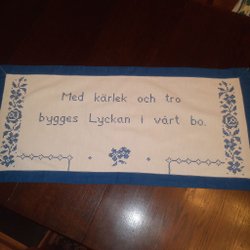 Med kärlek och tro
bygges Lyckan i vårt bo.